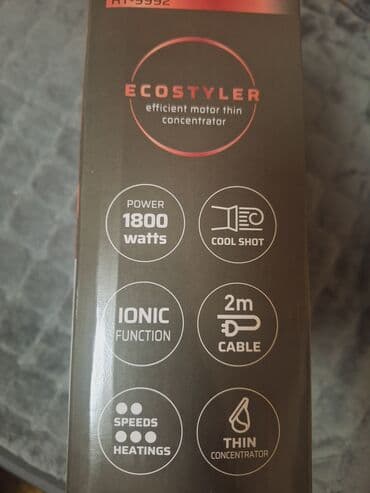 ECOSTYLER
efficient motor thin
concentrator
POWER
1800
watts
COOL SHOT
IONIC
FUNCTION
2m
CABLE
SPEEDS
HEATINGS
THIN
CONCENTRATOR